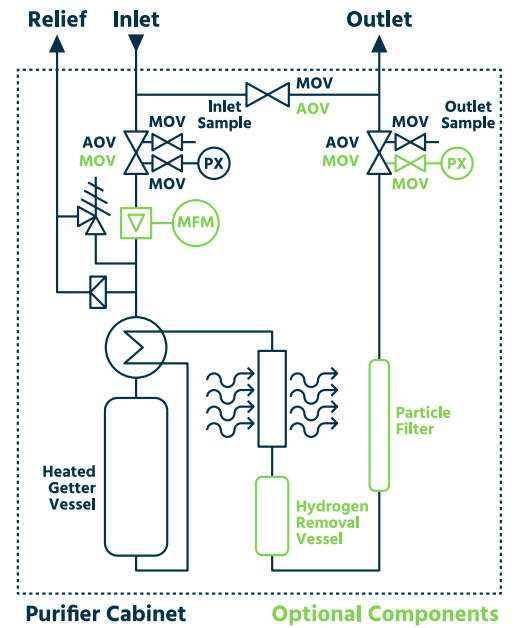 Relief
Inlet
Outlet
MOV
AOV
Inlet
Sample
Outlet
Sample
MOV
AOV
MOV
PX
MOV
MOV
AOV
MOV
PX
MOV
MFM
Heated
Getter
Vessel
Particle
Filter
Hydrogen
Removal
Vessel
Purifier Cabinet
Optional Components